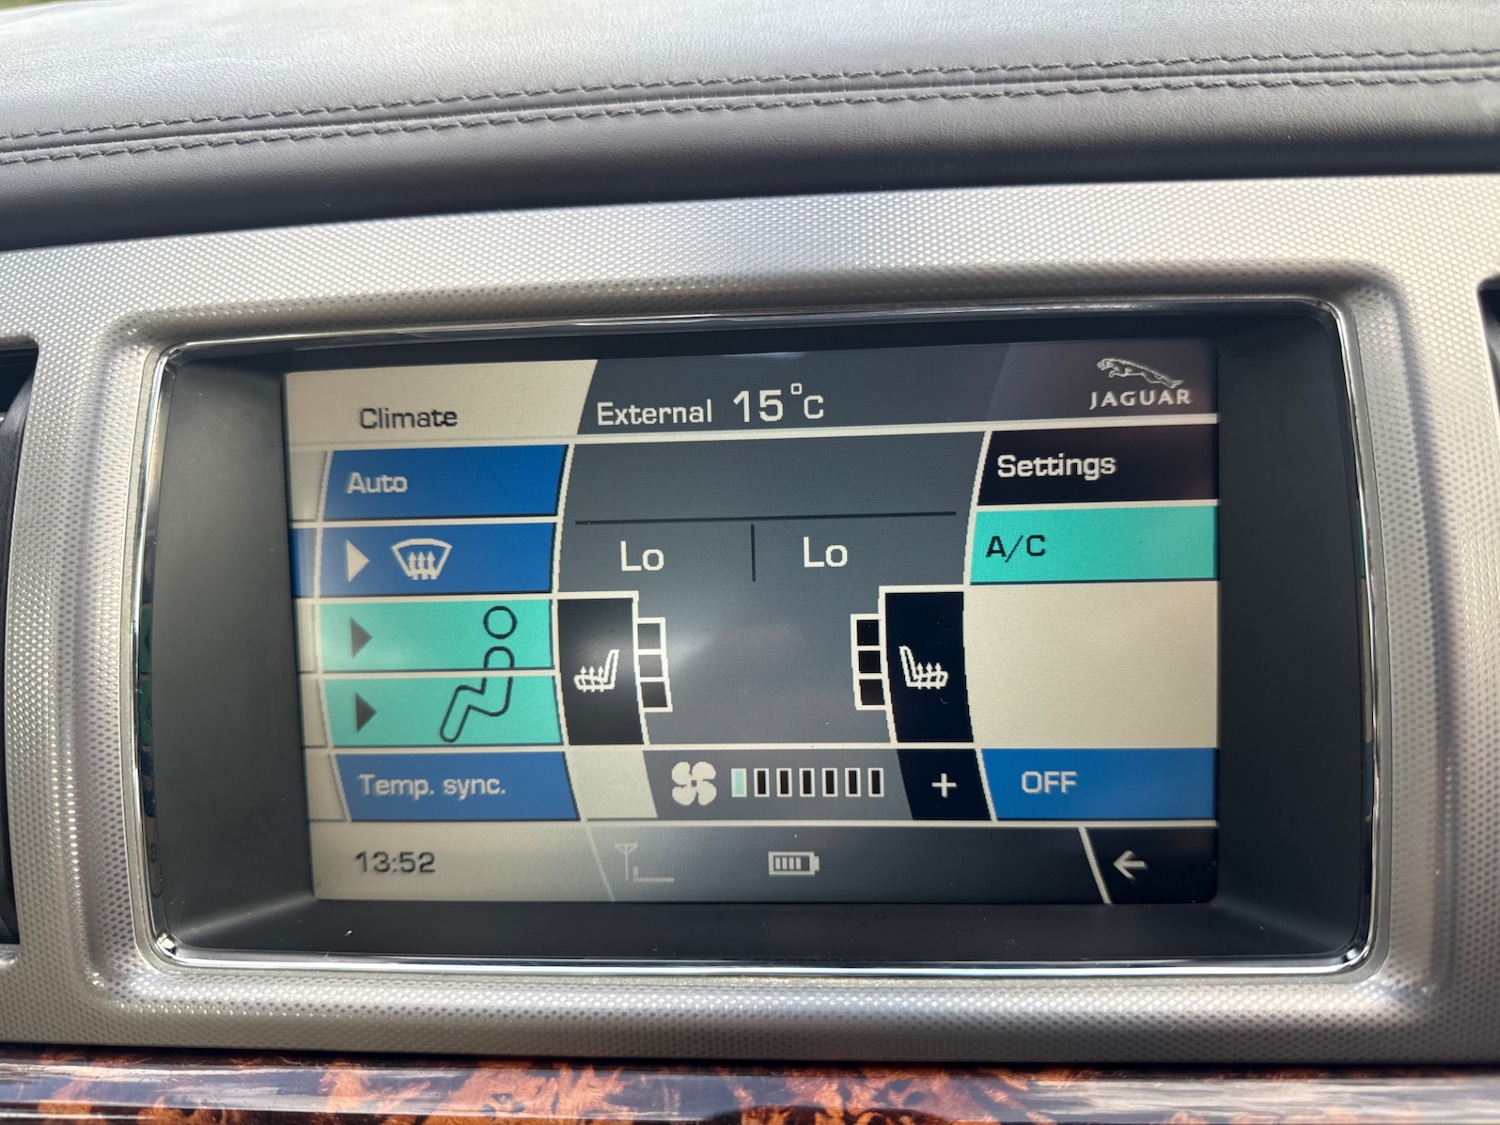 Climate
External 15°C
JAGUAR
Auto
Settings
Lo
Lo
A/C
Temp. sync.
+
OFF
13:52